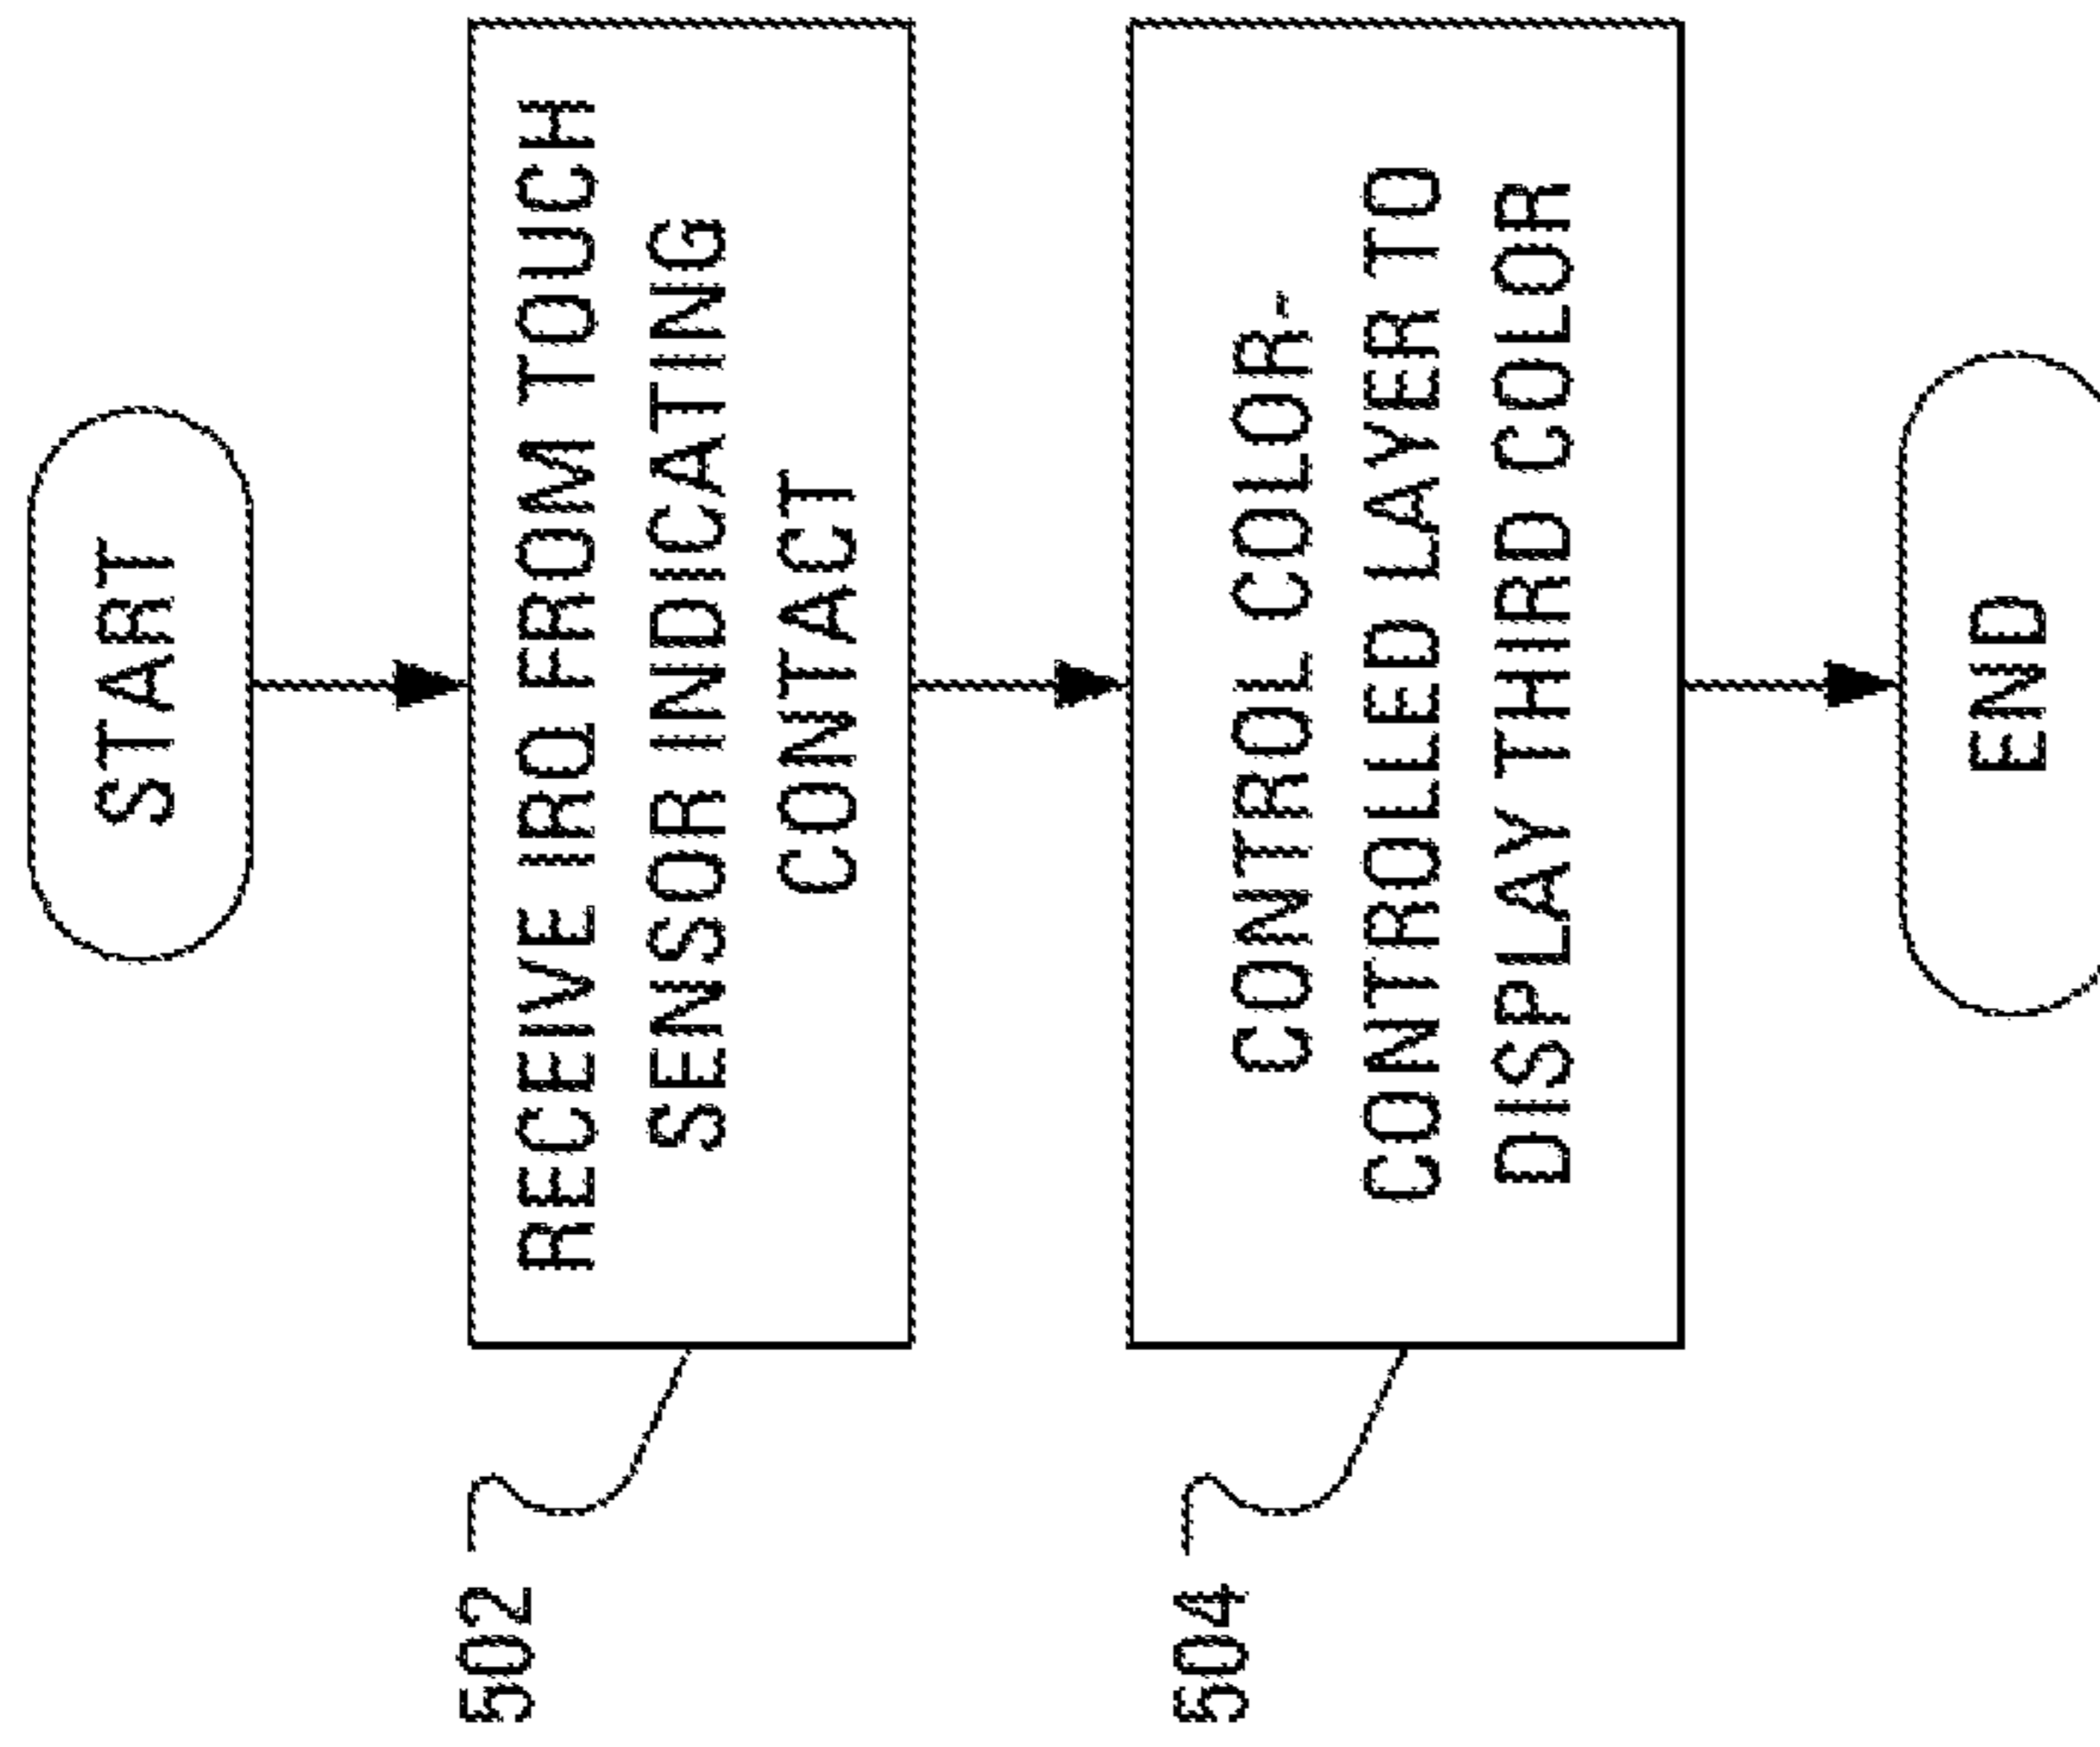 START
RECEIVE IRQ FROM TOUCH
SENSOR INDICATING
CONTACT
502
CONTROL COLOR-
CONTROLLED LAYER TO
DISPLAY THIRD COLOR
504
END